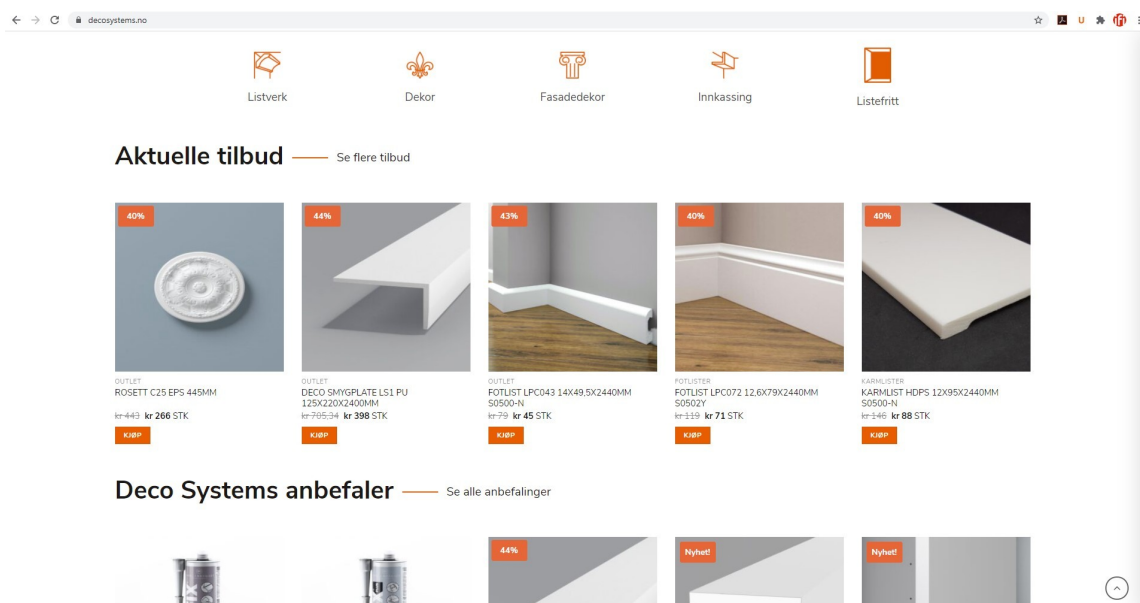 decosystems.no
Listverk
Dekor
Fasadedekor
Innkassing
Listefritt
Aktuelle tilbud
Se flere tilbud
40%
44%
43%
40%
40%
OUTLET
ROSETT C25 EPS 445MM
kr 443 kr 266 STK
KJØP
OUTLET
DECO SMYGPLATE LS1 PU
125X220X2400MM
kr 705,34 kr 398 STK
KJØP
OUTLET
FOTLIST LPC043 14X49,5X2440MM
S0500-N
kr 79 kr 45 STK
KJØP
FOTLISTER
FOTLIST LPC072 12,6X79X2440MM
S0502Y
kr 119 kr 71 STK
KJØP
KARMLISTER
KARMLIST HDPS 12X95X2440MM
S0500-N
kr 146 kr 88 STK
KJØP
Deco Systems anbefaler
Se alle anbefalinger
44%
Nyhet!
Nyhet!